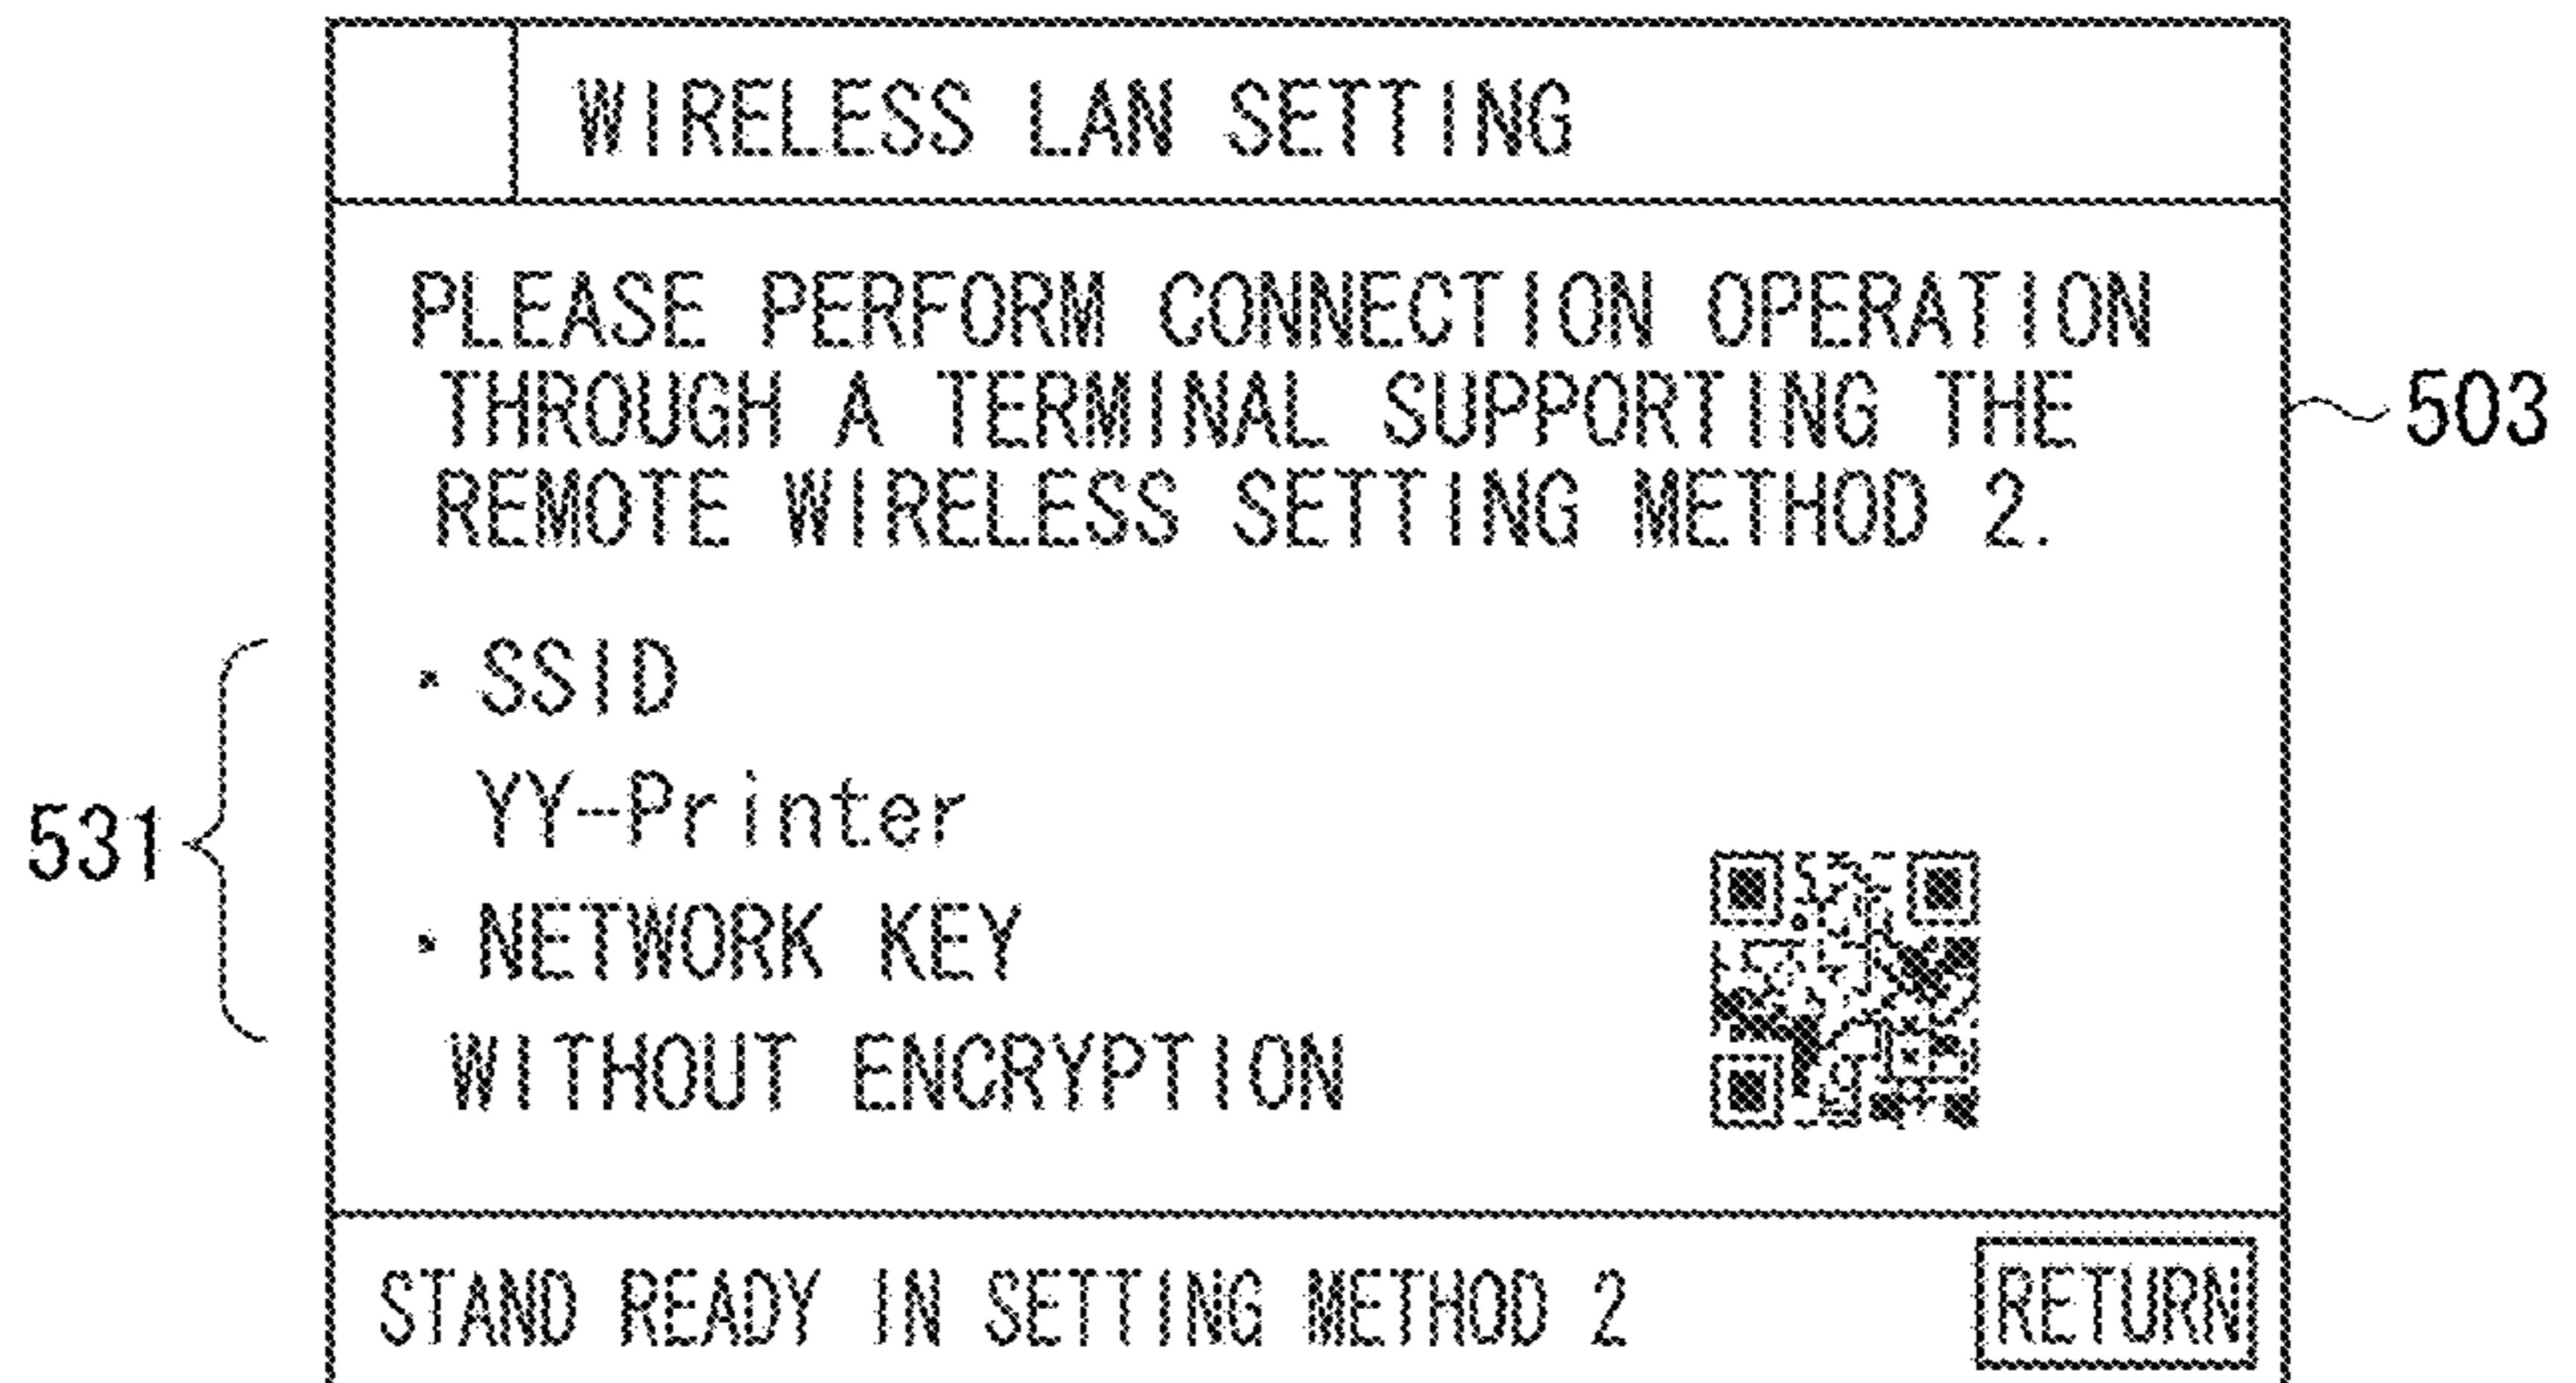 WIRELESS LAN SETTING
PLEASE PERFORM CONNECTION OPERATION
THROUGH A TERMINAL SUPPORTING THE
REMOTE WIRELESS SETTING METHOD 2.
503
・SSID
YY-Printer
531
・NETWORK KEY
WITHOUT ENCRYPTION
STAND READY IN SETTING METHOD 2
RETURN